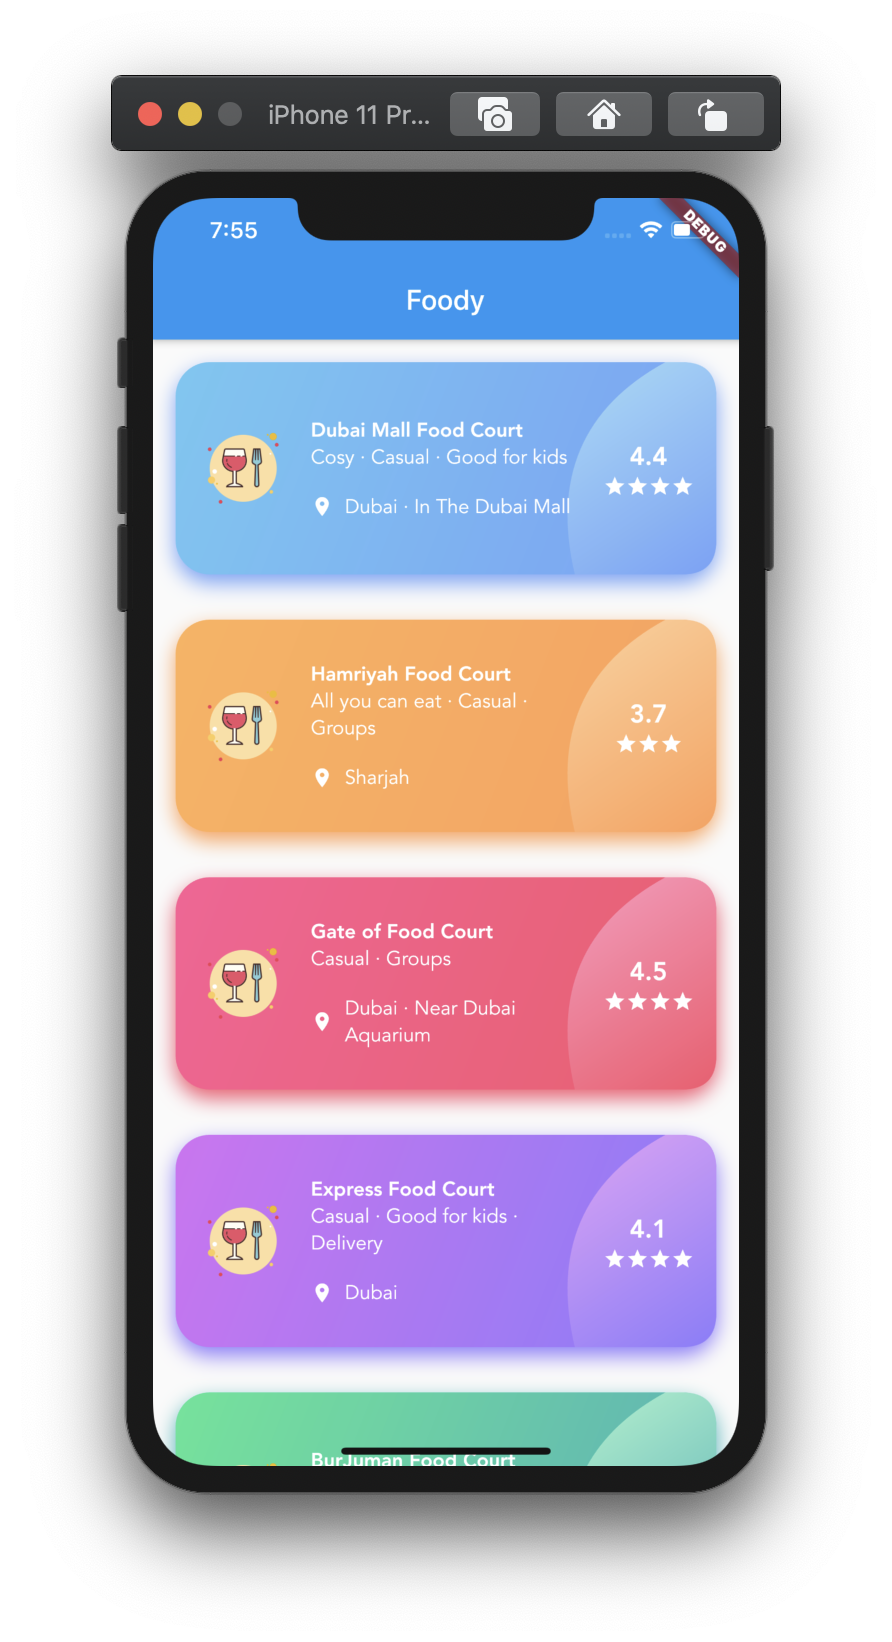 iPhone 11 Pr...
7:55
DEBUG
Foody
Dubai Mall Food Court
Cosy · Casual · Good for kids
Dubai · In The Dubai Mall
4.4
Hamriyah Food Court
All you can eat · Casual ·
Groups
Sharjah
3.7
Gate of Food Court
Casual · Groups
Dubai · Near Dubai
Aquarium
4.5
Express Food Court
Casual · Good for kids ·
Delivery
Dubai
4.1
BurJuman Food Court